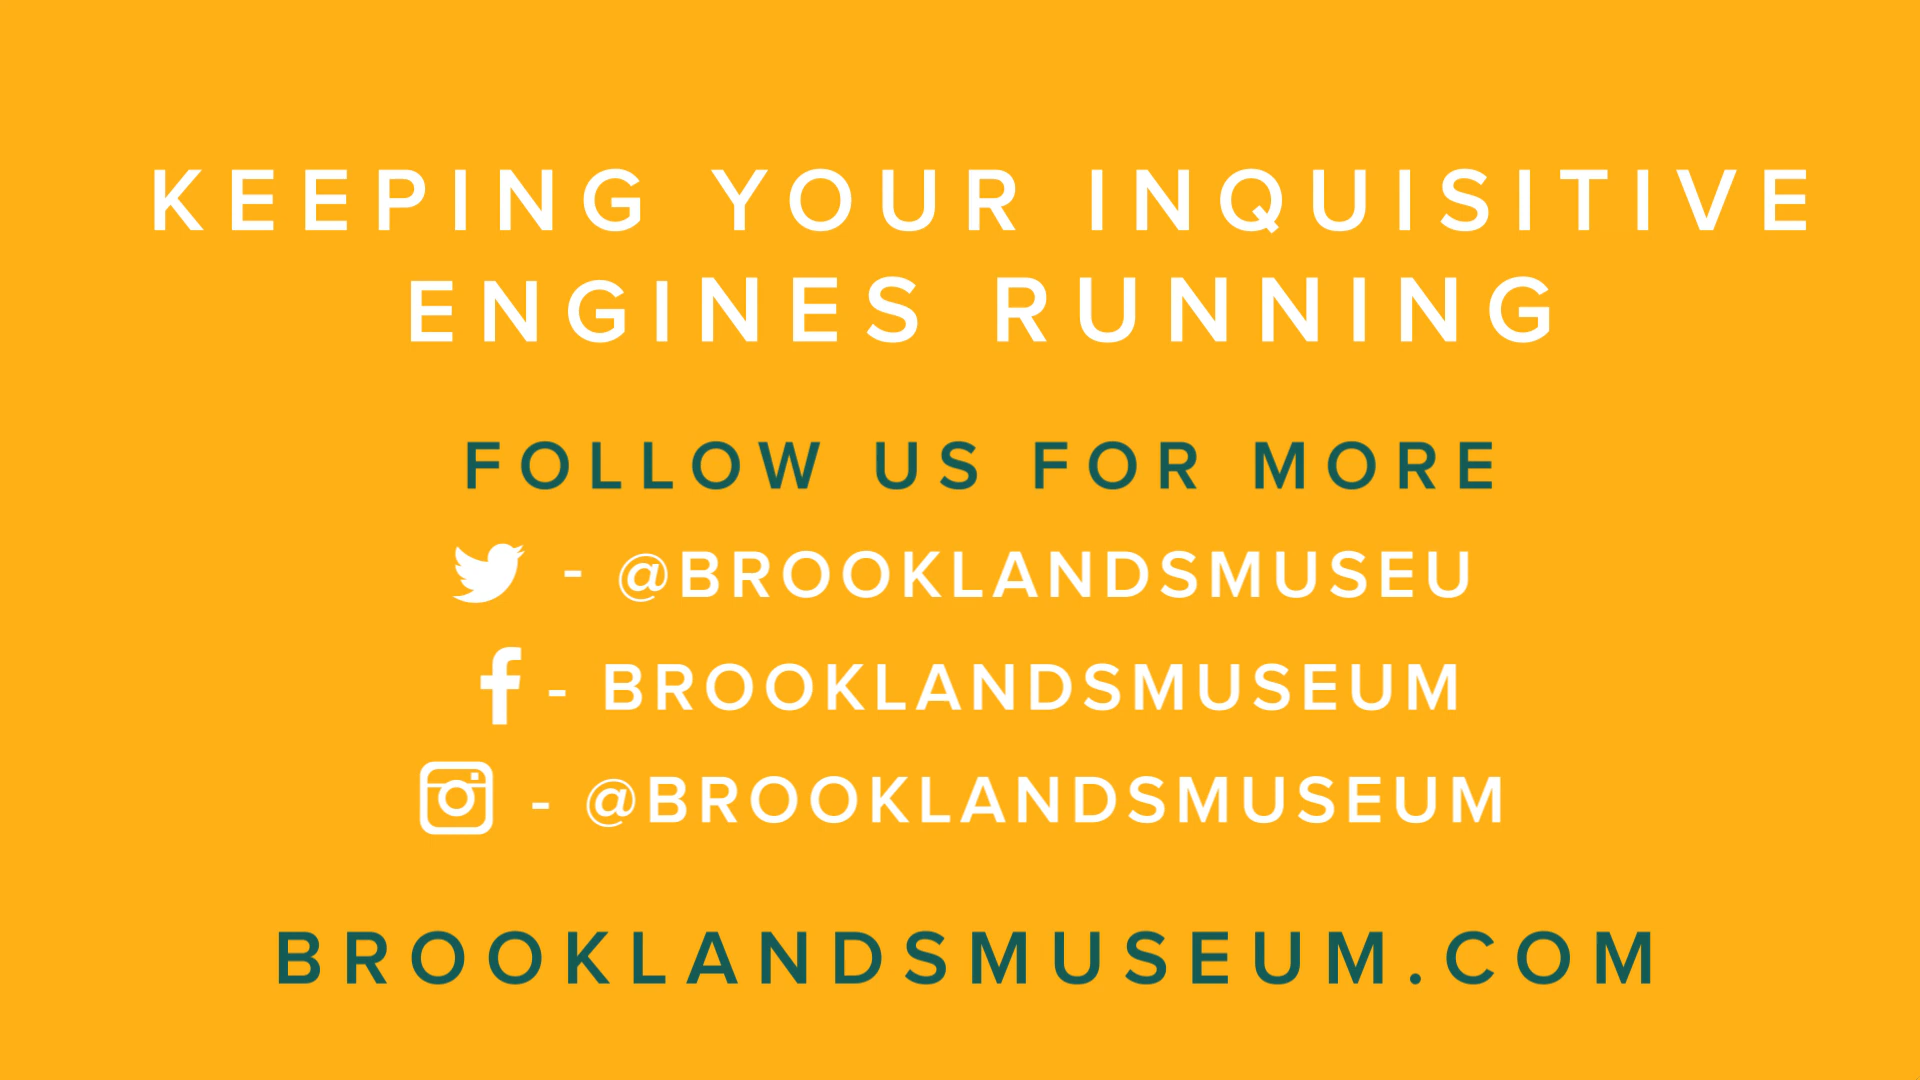 KEEPING YOUR INQUISITIVE
ENGINES RUNNING
FOLLOW US FOR MORE
- @BROOKLANDSMUSEU
- BROOKLANDSMUSEUM
- @BROOKLANDSMUSEUM
BROOKLANDSMUSEUM.COM